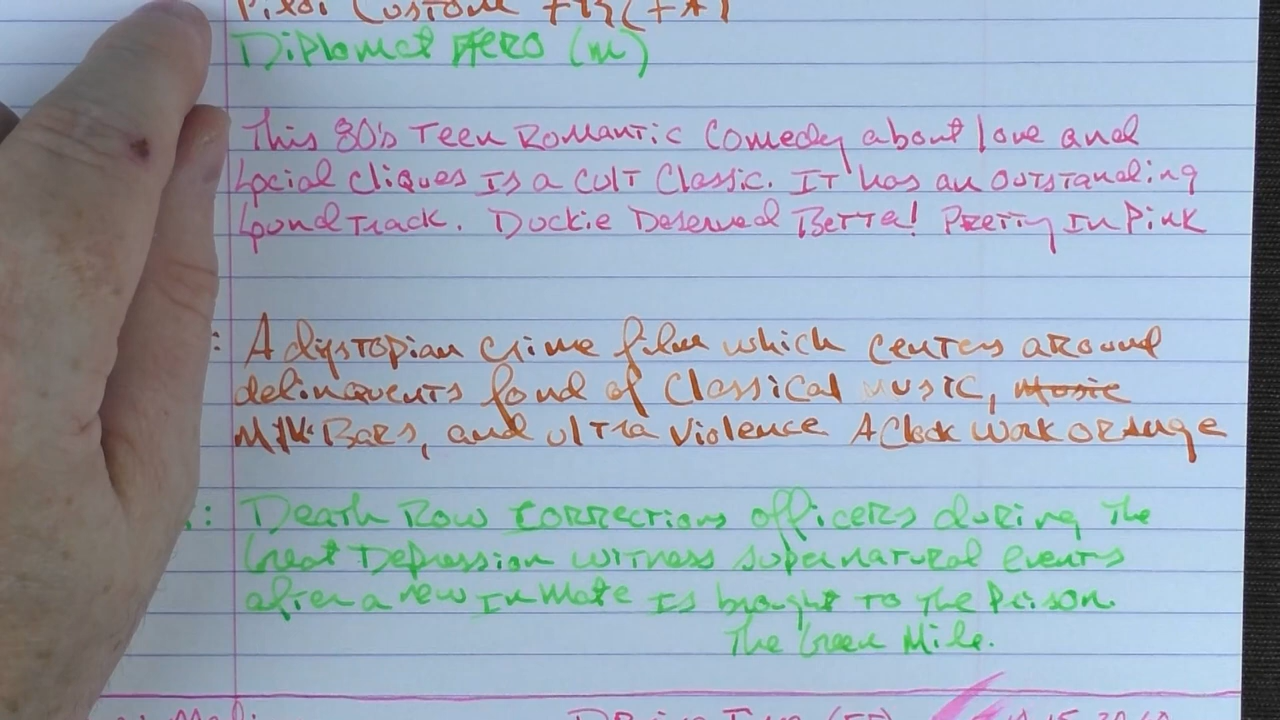 Pilot Custom
Diplomat Aero (m)
This 80's Teen Romantic Comedy about love and
Social cliques Is a Cult Classic. It has an outstanding
Soundtrack. Duckie Deserved Better! Pretty In Pink
: A dystopian crime film which centers around
delinquents fond of Classical Music, Music
Milk Bars, and ultra Violence A Clock Work orange
: Death Row Corrections officers during The
Great Depression witness supernatural events
after a new Inmate Is brought to The Prison.
The Green Mile.